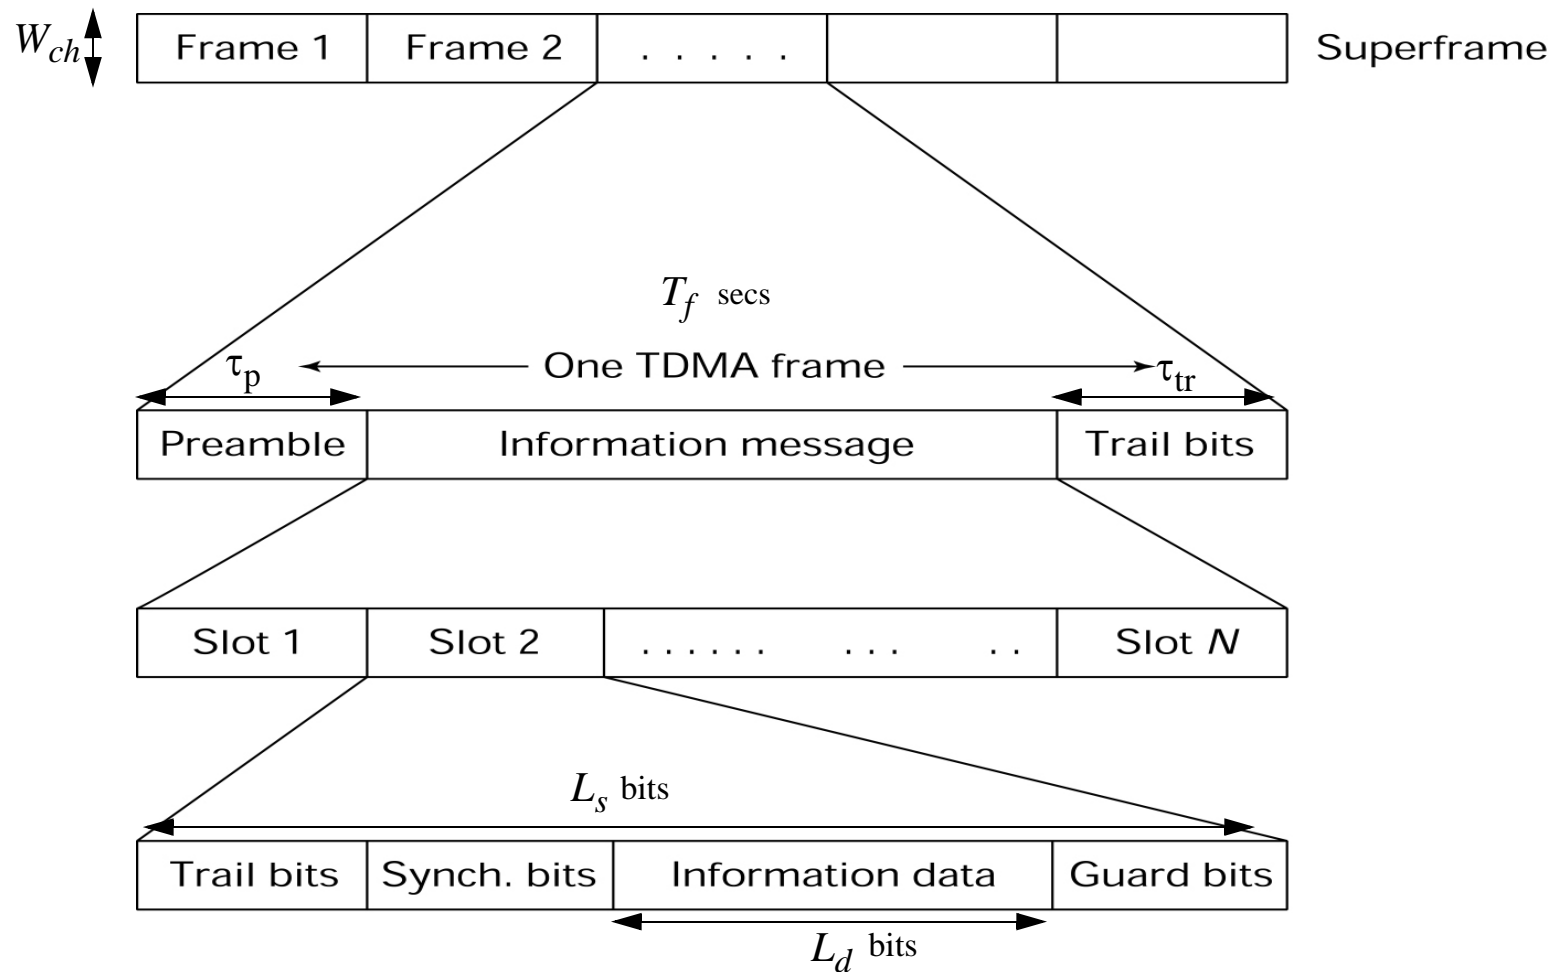 W_ch
Frame 1 Frame 2 . . . . . Superframe
T_f secs
τ_p One TDMA frame τ_tr
Preamble Information message Trail bits
Slot 1 Slot 2 . . . . . . . . . . . Slot N
L_s bits
Trail bits Synch. bits Information data Guard bits
L_d bits